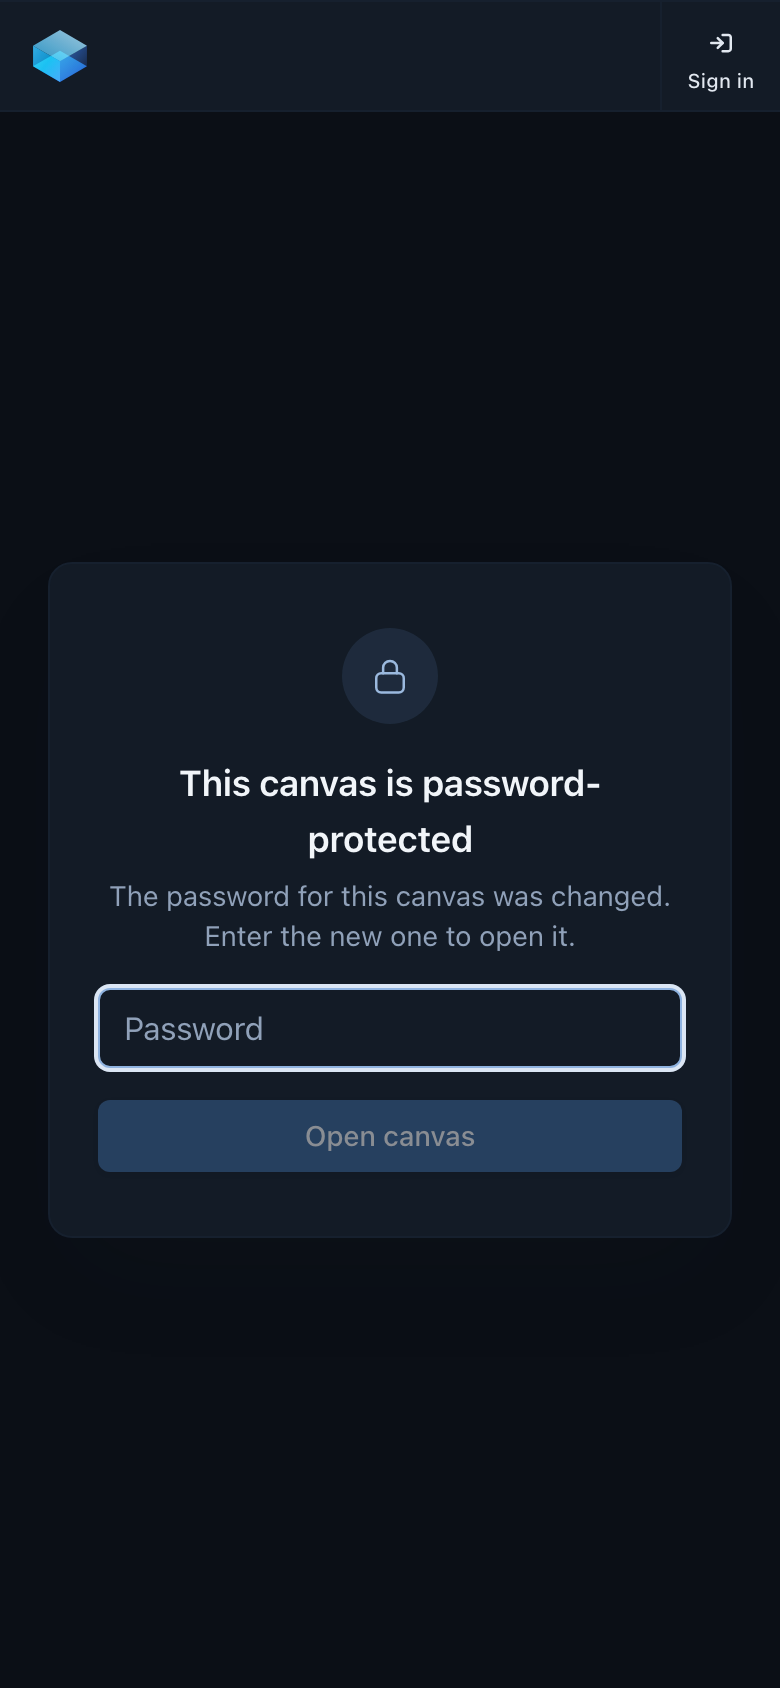 Sign in
This canvas is password-
protected
The password for this canvas was changed.
Enter the new one to open it.
Password
Open canvas